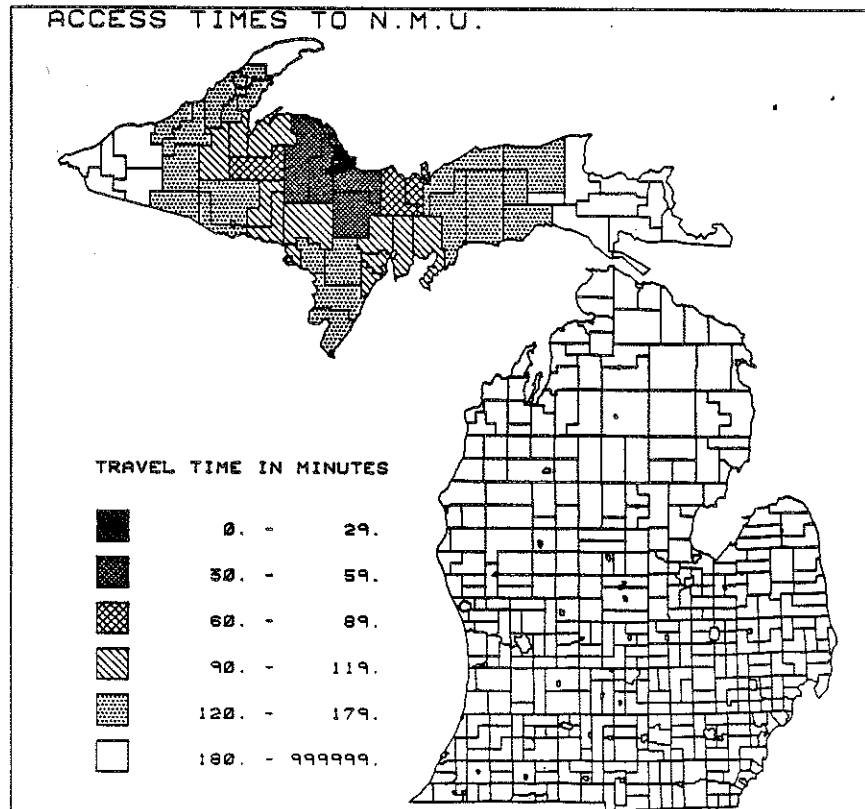 ACCESS TIMES TO N.M.U.
TRAVEL TIME IN MINUTES
0. - 29.
30. - 59.
60. - 89.
90. - 119.
120. - 179.
180. - 999999.